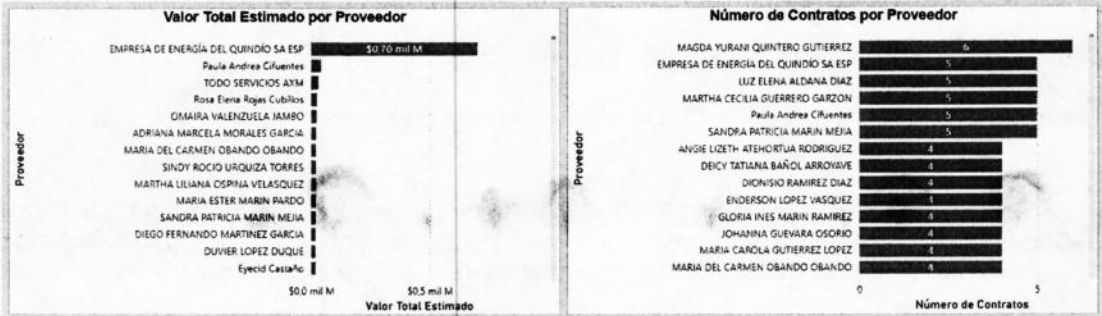 Valor Total Estimado por Proveedor
Proveedor
EMPRESA DE ENERGÍA DEL QUINDÍO SA ESP $0.70 mil M
Paula Andrea Cifuentes
TODO SERVICIOS AXM
Rosa Elena Rojas Cubillos
OMAIRA VALENZUELA JAMBO
ADRIANA MARCELA MORALES GARCIA
MARIA DEL CARMEN OBANDO OBANDO
SINDY ROCIO URQUIZA TORRES
MARTHA LILIANA OSPINA VELASQUEZ
MARIA ESTER MARIN PARDO
SANDRA PATRICIA MARIN MEJIA
DIEGO FERNANDO MARTINEZ GARCIA
DUVIER LOPEZ DUQUE
Eyecid Castaño
$0,0 mil M $0,5 mil M
Valor Total Estimado
Número de Contratos por Proveedor
Proveedor
MAGDA YURANI QUINTERO GUTIERREZ 6
EMPRESA DE ENERGÍA DEL QUINDÍO SA ESP 5
LUZ ELENA ALDANA DIAZ 5
MARTHA CECILIA GUERRERO GARZON 5
Paula Andrea Cifuentes 5
SANDRA PATRICIA MARIN MEJIA 5
ANGIE LIZETH ATEHORTUA RODRIGUEZ 4
DEICY TATIANA BAÑOL ARROYAVE 4
DIONISIO RAMIREZ DIAZ 4
ENDERSON LOPEZ VASQUEZ 4
GLORIA INES MARIN RAMIREZ 4
JOHANNA GUEVARA OSORIO 4
MARIA CAROLA GUTIERREZ LOPEZ 4
MARIA DEL CARMEN OBANDO OBANDO 4
0 5
Número de Contratos